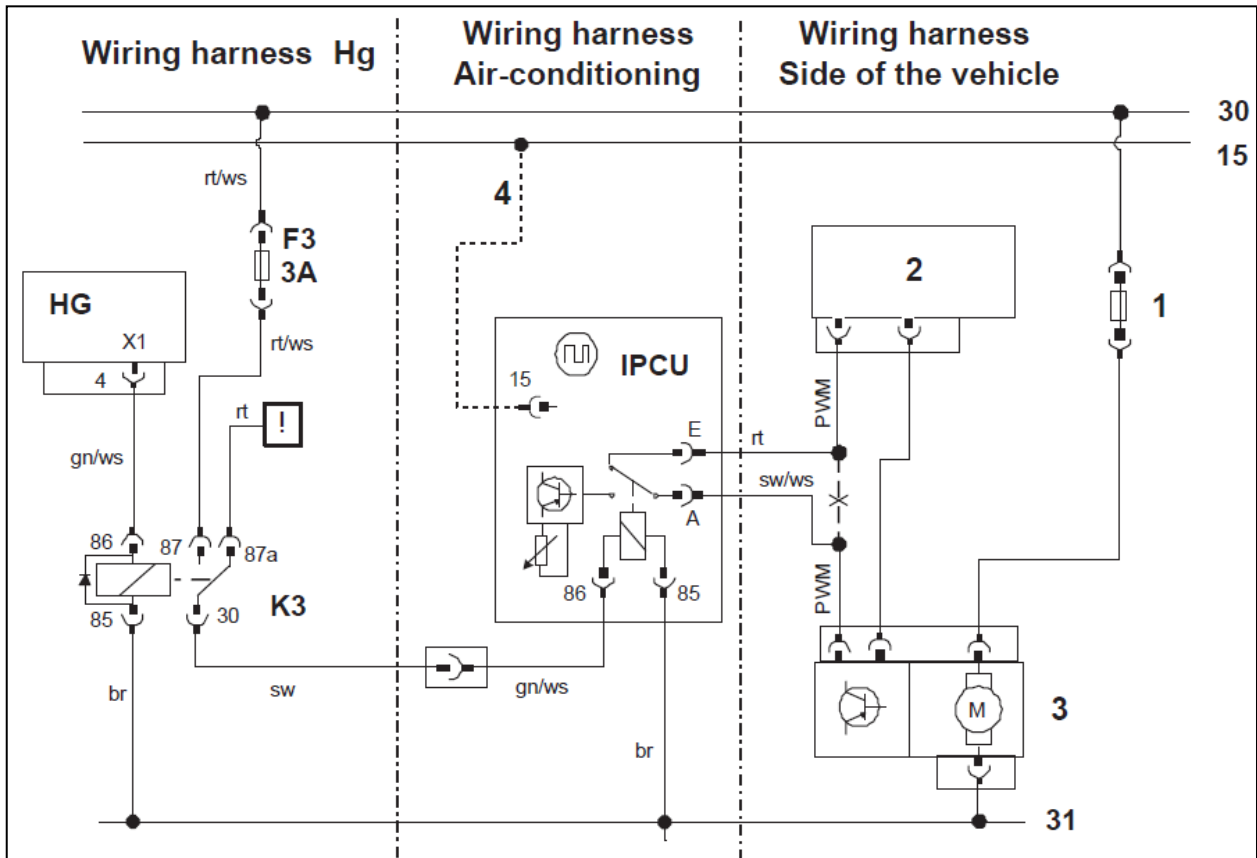 Wiring harness Hg
Wiring harness
Air-conditioning
Wiring harness
Side of the vehicle
30
15
rt/ws
4
F3
3A
2
HG
1
X1
rt/ws
IPCU
15
4
PWM
rt
!
E
rt
gn/ws
sw/ws
A
86
87
87a
86
85
PWM
K3
85
30
M
3
sw
gn/ws
br
br
31